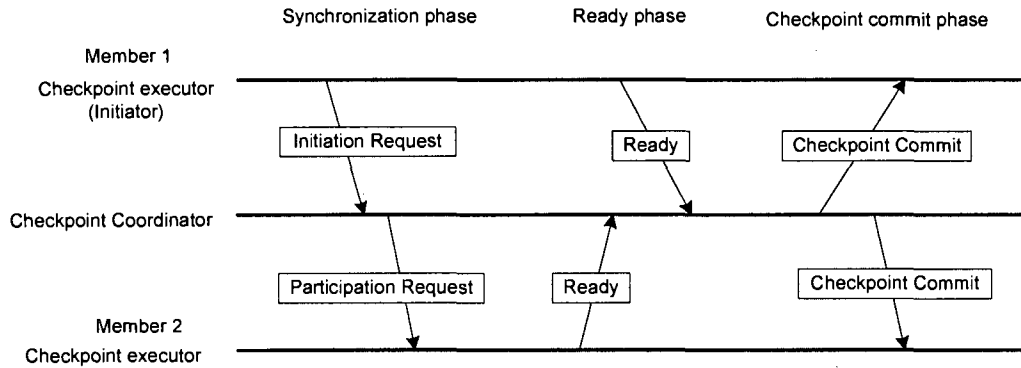 Synchronization phase
Ready phase
Checkpoint commit phase
Member 1
Checkpoint executor
(Initiator)
Initiation Request
Ready
Checkpoint Commit
Checkpoint Coordinator
Participation Request
Ready
Checkpoint Commit
Member 2
Checkpoint executor